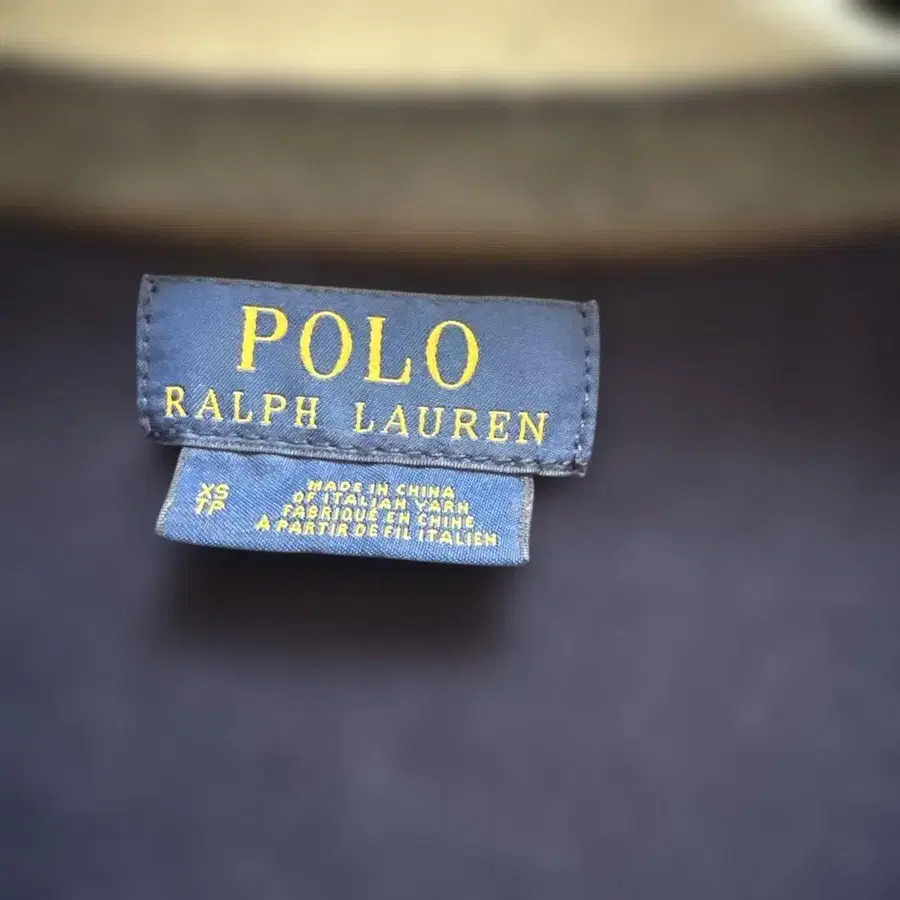 POLO
RALPH LAUREN
XS
TP
MADE IN CHINA
OF ITALIAN YARN
FABRIQUÉ EN CHINE
A PARTIR DE FIL ITALIEN